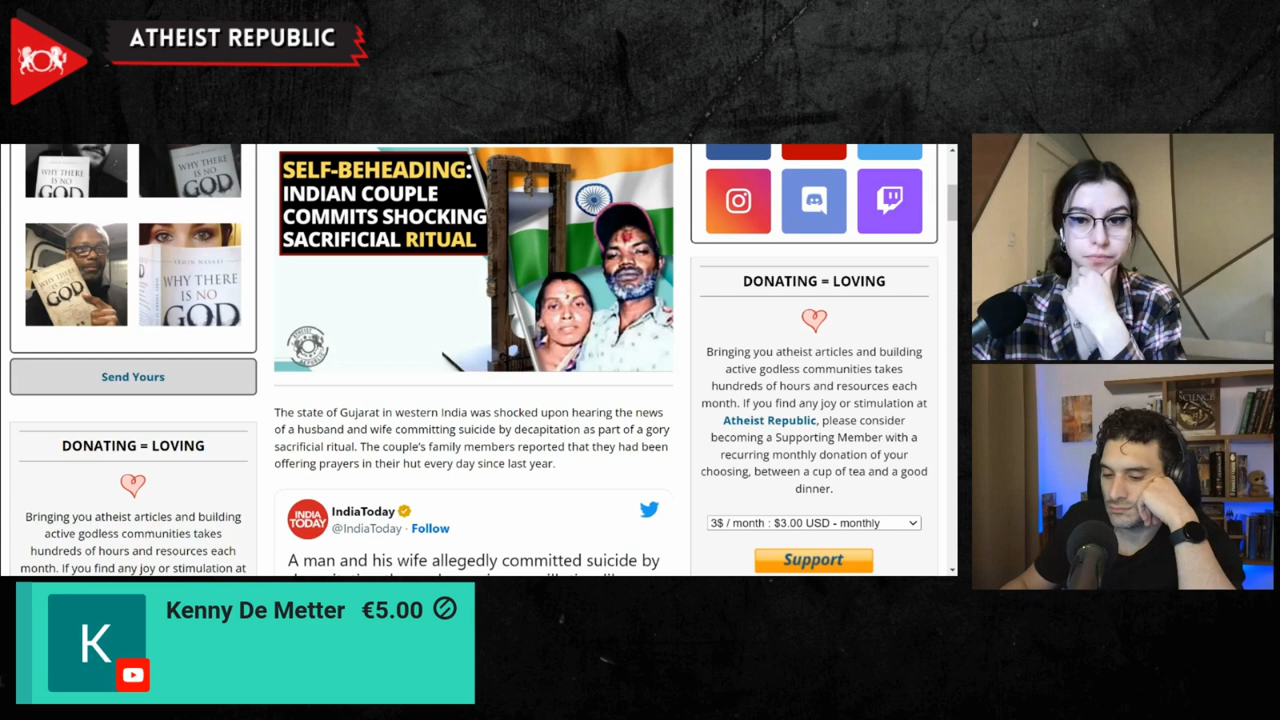 ATHEIST REPUBLIC
WHY THERE
IS NO
GOD
WHY THERE
IS NO
GOD
WHY THERE
IS NO
GOD
WHY THERE
IS NO
GOD
Send Yours
DONATING = LOVING
Bringing you atheist articles and building
active godless communities takes
hundreds of hours and resources each
month. If you find any joy or stimulation at
SELF-BEHEADING:
INDIAN COUPLE
COMMITS SHOCKING
SACRIFICIAL RITUAL
ATHEIST
REPUBLIC
The state of Gujarat in western India was shocked upon hearing the news
of a husband and wife committing suicide by decapitation as part of a gory
sacrificial ritual. The couple's family members reported that they had been
offering prayers in their hut every day since last year.
INDIA
TODAY
IndiaToday
@IndiaToday · Follow
A man and his wife allegedly committed suicide by
DONATING = LOVING
Bringing you atheist articles and building
active godless communities takes
hundreds of hours and resources each
month. If you find any joy or stimulation at
Atheist Republic, please consider
becoming a Supporting Member with a
recurring monthly donation of your
choosing, between a cup of tea and a good
dinner.
3$ / month : $3.00 USD - monthly
Support
SCIENCE
K
Kenny De Metter €5.00